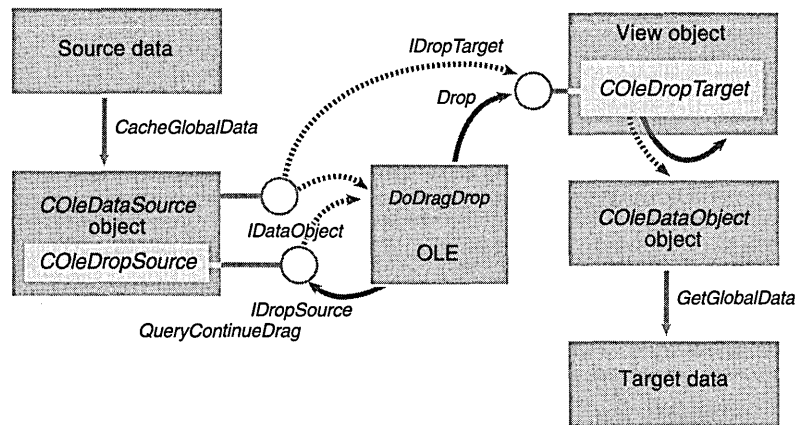 Source data
IDropTarget
View object
COleDropTarget
Drop
CacheGlobalData
COleDataSource
object
COleDropSource
IDataObject
DoDragDrop
OLE
COleDataObject
object
IDropSource
QueryContinueDrag
GetGlobalData
Target data